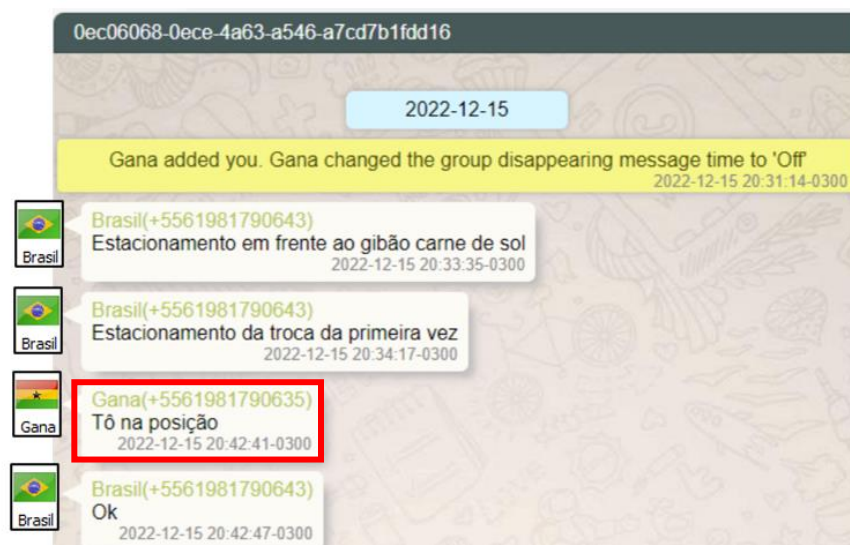 0ec06068-0ece-4a63-a546-a7cd7b1fdd16
2022-12-15
Gana added you. Gana changed the group disappearing message time to 'Off'
2022-12-15 20:31:14-0300
Brasil
Brasil(+5561981790643)
Estacionamento em frente ao gibão carne de sol
2022-12-15 20:33:35-0300
Brasil
Brasil(+5561981790643)
Estacionamento da troca da primeira vez
2022-12-15 20:34:17-0300
Gana
Gana(+5561981790635)
Tô na posição
2022-12-15 20:42:41-0300
Brasil
Brasil(+5561981790643)
Ok
2022-12-15 20:42:47-0300